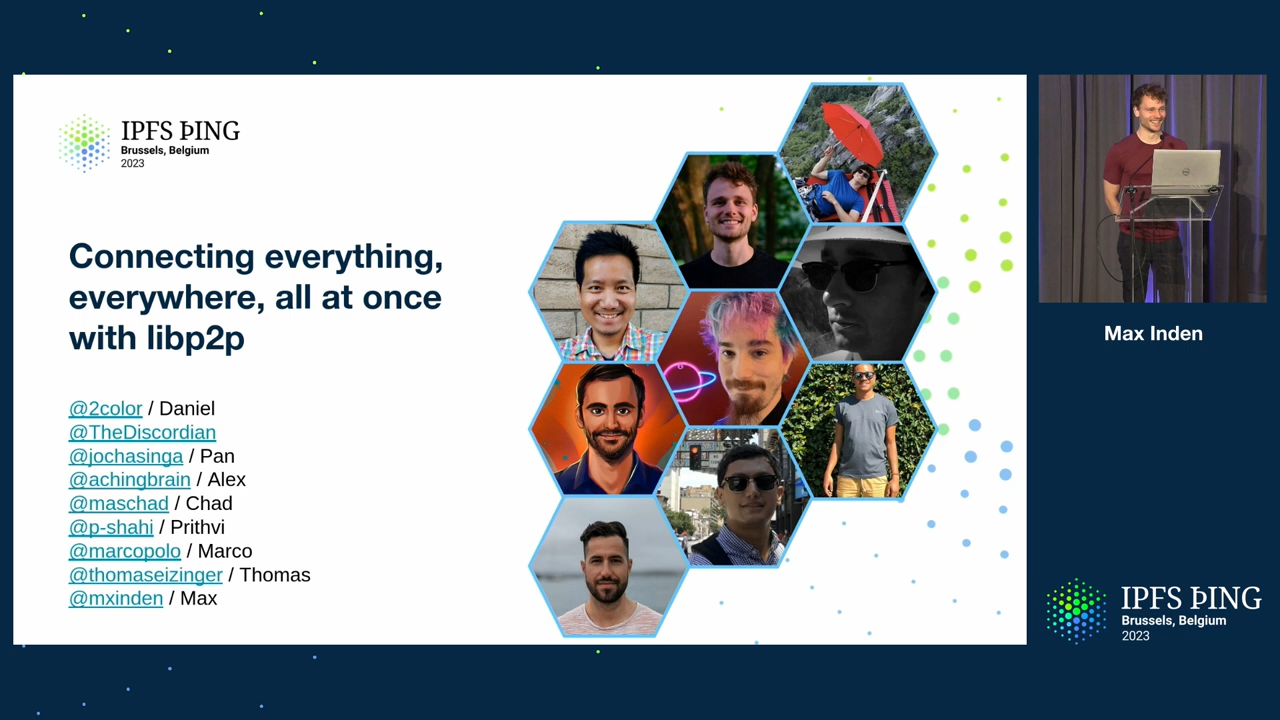 IPFS ÞING
Brussels, Belgium
2023
Connecting everything,
everywhere, all at once
with libp2p
@2color / Daniel
@TheDiscordian
@jochasinga / Pan
@achingbrain / Alex
@maschad / Chad
@p-shahi / Prithvi
@marcopolo / Marco
@thomaseizinger / Thomas
@mxinden / Max
Max Inden
IPFS ÞING
Brussels, Belgium
2023